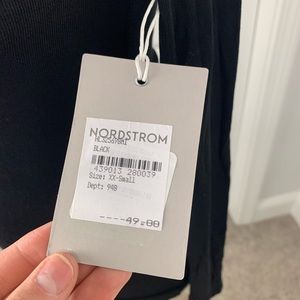 NORDSTROM
BLACK
439013 280039
Size: XX-Small
Dept: 948
49.00